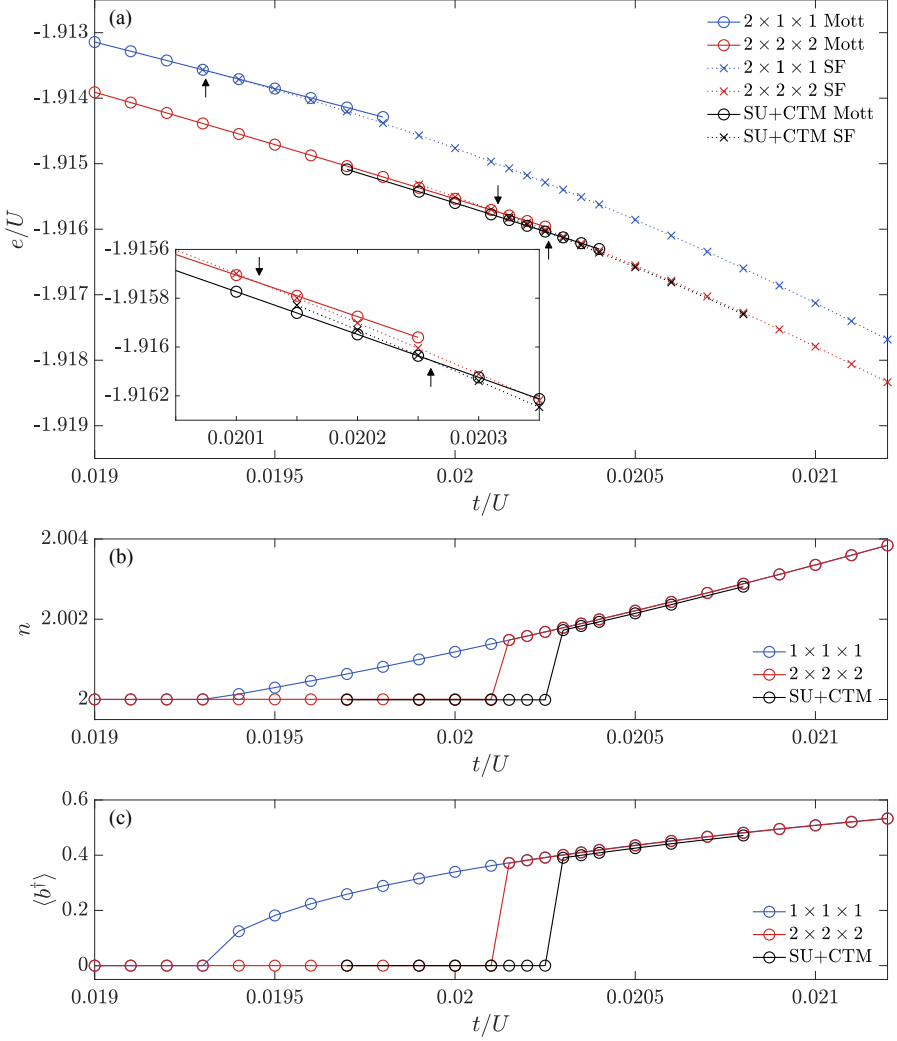 (a)
-1.913
-1.914
-1.915
-1.916
-1.917
-1.918
-1.919
e/U
2 × 1 × 1 Mott
2 × 2 × 2 Mott
2 × 1 × 1 SF
2 × 2 × 2 SF
SU+CTM Mott
SU+CTM SF
-1.9156
-1.9158
-1.916
-1.9162
0.0201 0.0202 0.0203
0.019 0.0195 0.02 0.0205 0.021
t/U
(b)
2.004
2.002
2
n
1 × 1 × 1
2 × 2 × 2
SU+CTM
0.019 0.0195 0.02 0.0205 0.021
t/U
(c)
0.6
0.4
0.2
0
⟨b†⟩
1 × 1 × 1
2 × 2 × 2
SU+CTM
0.019 0.0195 0.02 0.0205 0.021
t/U